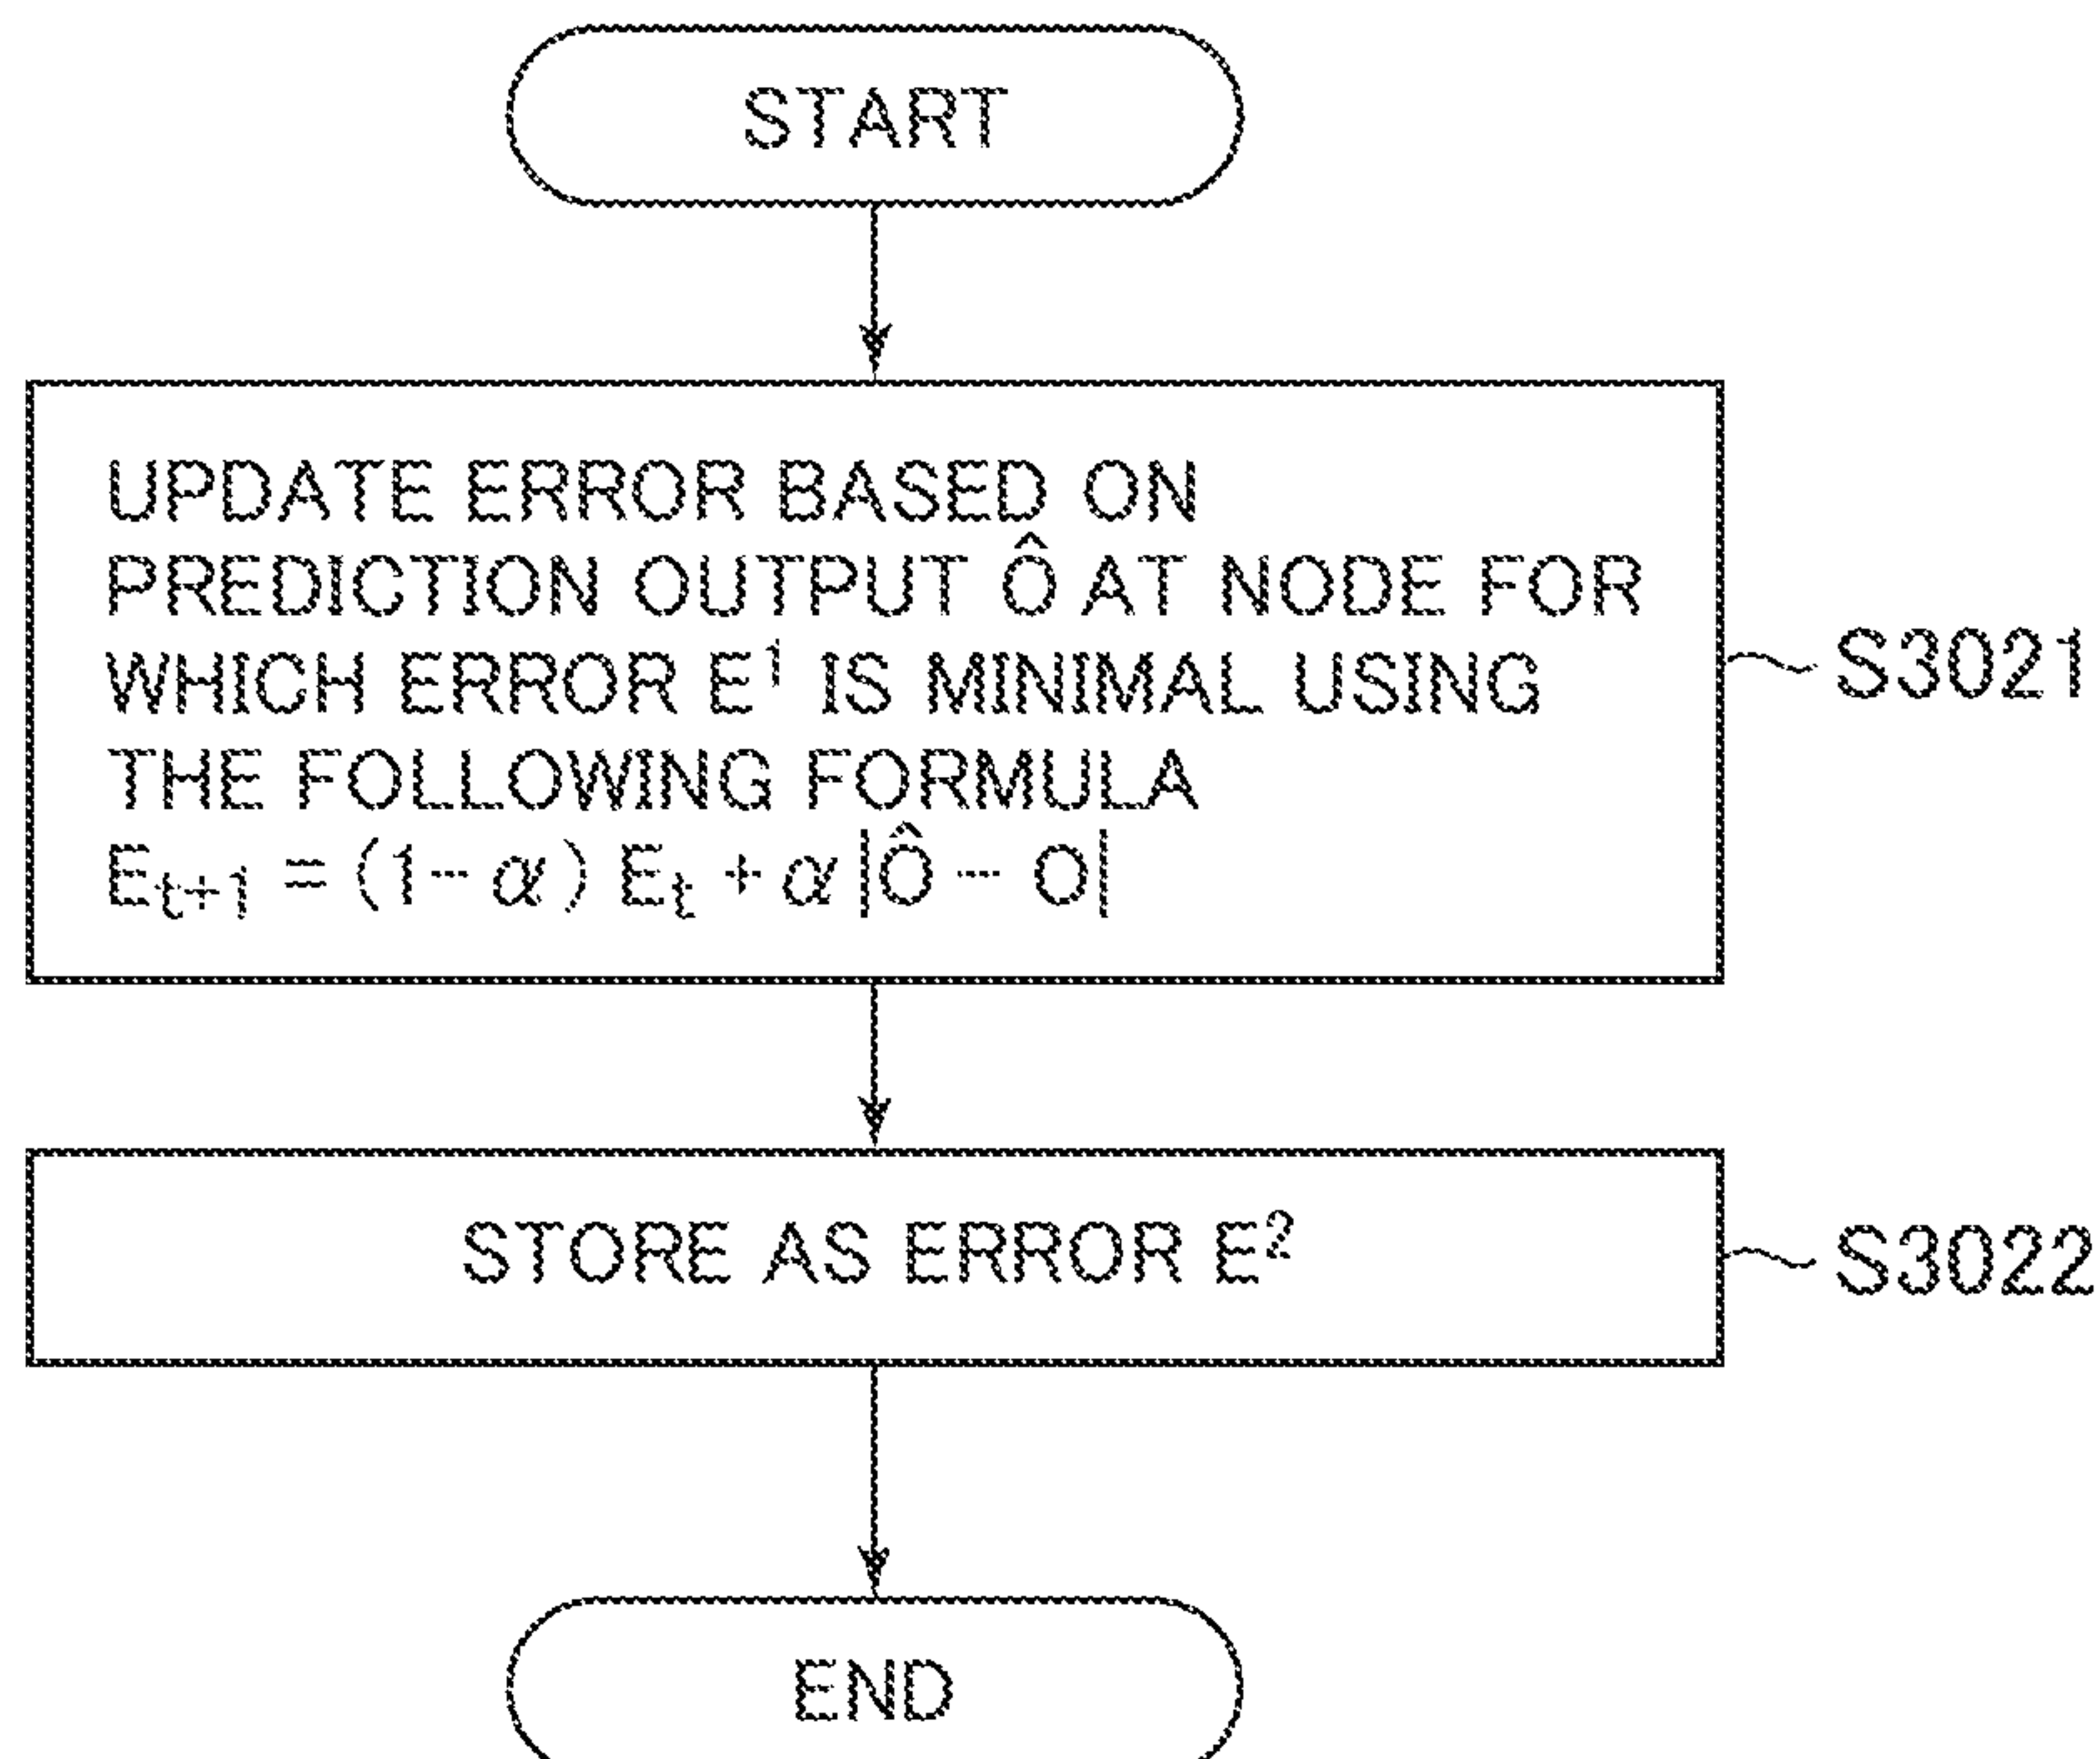 START
UPDATE ERROR BASED ON
PREDICTION OUTPUT Ô AT NODE FOR
WHICH ERROR E¹ IS MINIMAL USING
THE FOLLOWING FORMULA
Eₜ₊₁ = (1-α) Eₜ + α |Ô - O|
S3021
STORE AS ERROR E²
S3022
END